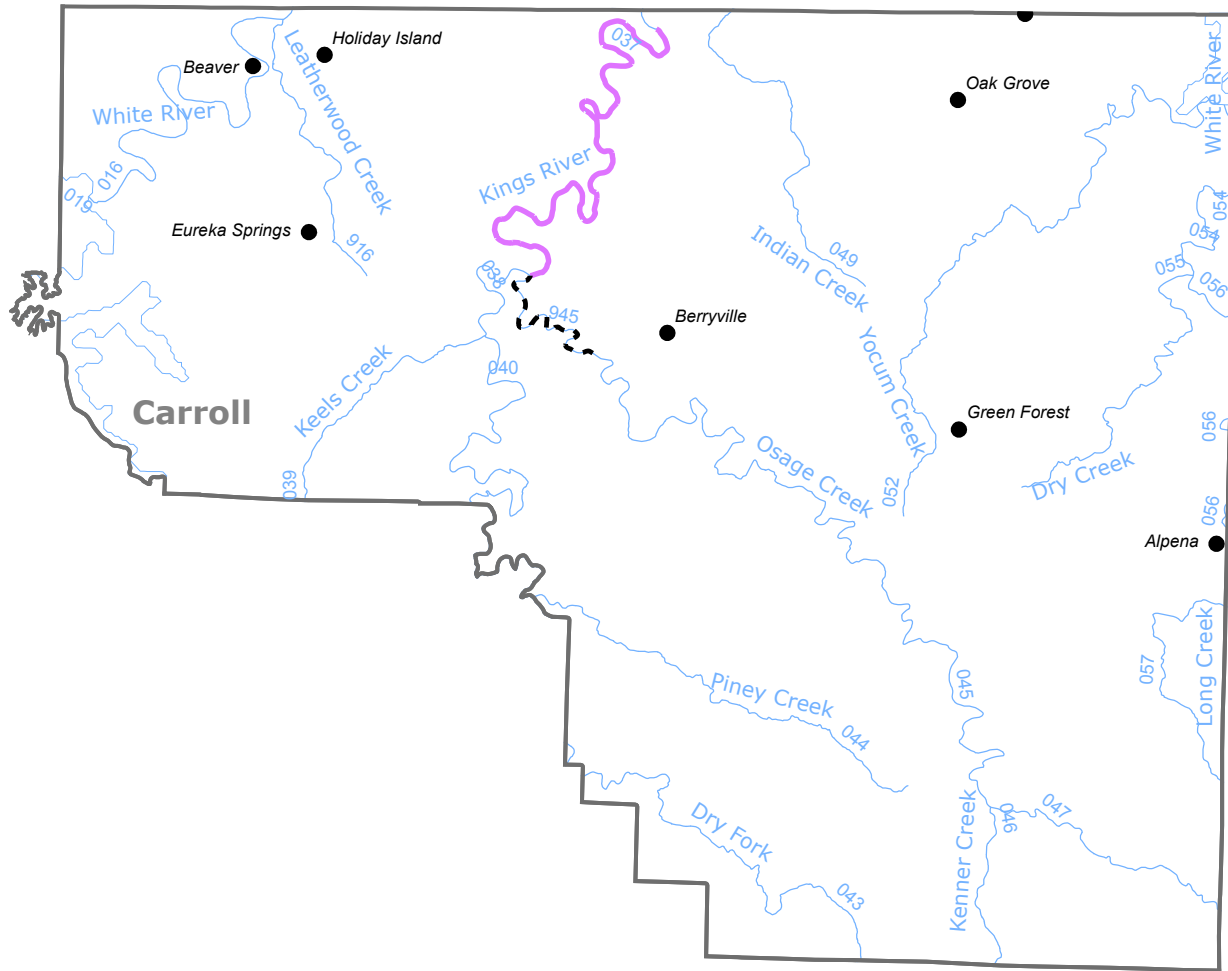 Holiday Island
Beaver
Leatherwood Creek
White River
016
019
Eureka Springs
916
037
Kings River
Oak Grove
White River
054
054
055
056
Indian Creek
049
038
945
Berryville
940
Keels Creek
039
Carroll
Yocum Creek
052
Green Forest
056
Dry Creek
056
Osage Creek
Alpena
Long Creek
057
045
Piney Creek
044
Dry Fork
043
Kenner Creek
046
047